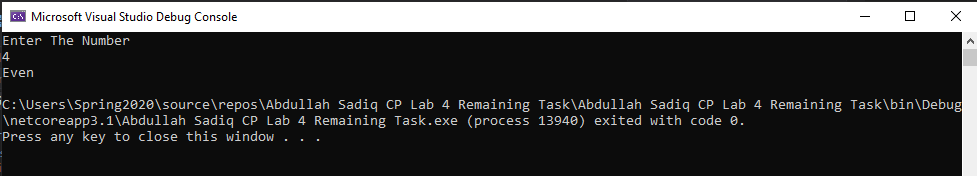 Microsoft Visual Studio Debug Console
Enter The Number
4
Even
C:\Users\Spring2020\source\repos\Abdullah Sadiq CP Lab 4 Remaining Task\Abdullah Sadiq CP Lab 4 Remaining Task\bin\Debug
\netcoreapp3.1\Abdullah Sadiq CP Lab 4 Remaining Task.exe (process 13940) exited with code 0.
Press any key to close this window . . .